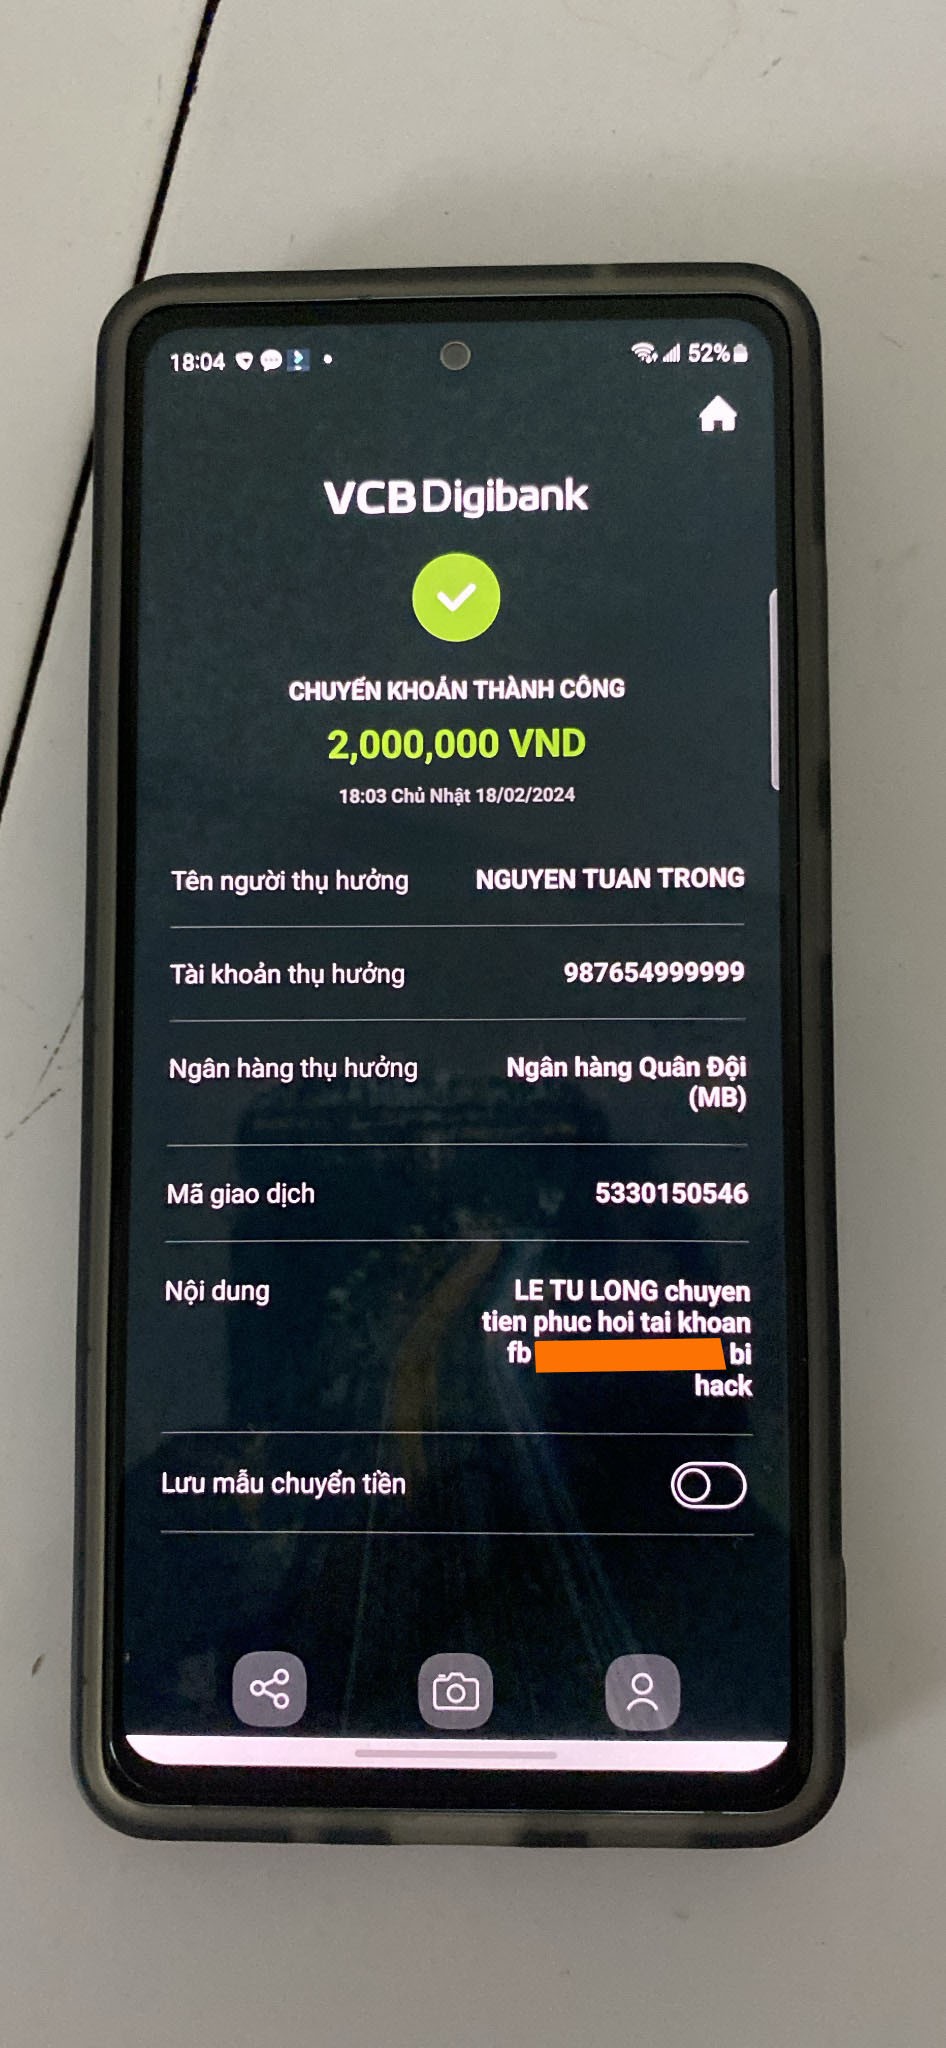 18:04
52%
VCB Digibank
CHUYỂN KHOẢN THÀNH CÔNG
2,000,000 VND
18:03 Chủ Nhật 18/02/2024
Tên người thụ hưởng NGUYEN TUAN TRONG
Tài khoản thụ hưởng 987654999999
Ngân hàng thụ hưởng Ngân hàng Quân Đội
(MB)
Mã giao dịch 5330150546
Nội dung LE TU LONG chuyen
tien phuc hoi tai khoan
fb bi
hack
Lưu mẫu chuyển tiền